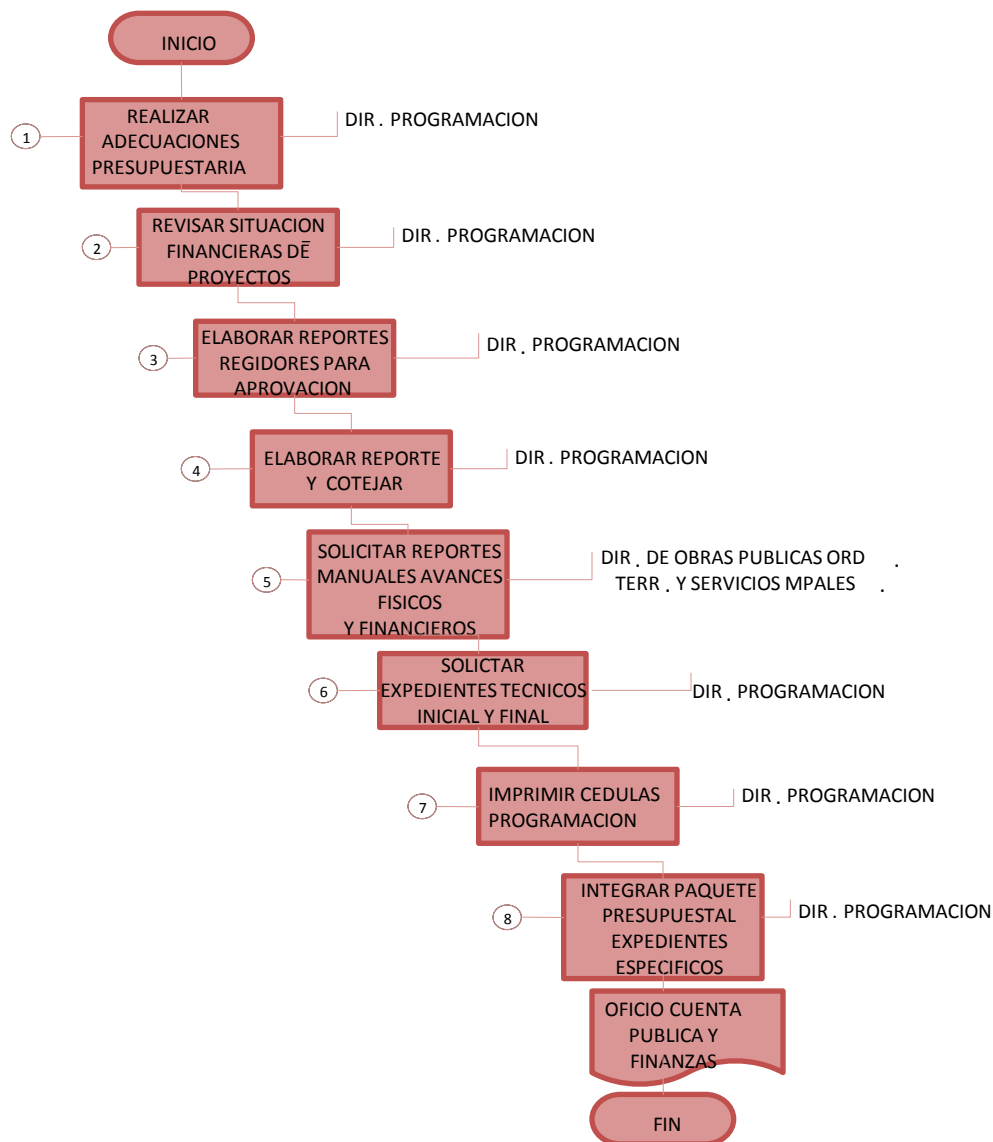 INICIO
REALIZAR
ADECUACIONES
PRESUPUESTARIA
1
DIR . PROGRAMACION
REVISAR SITUACION
FINANCIERAS DE
PROYECTOS
2
DIR . PROGRAMACION
ELABORAR REPORTES
REGIDORES PARA
APROVACION
3
DIR . PROGRAMACION
ELABORAR REPORTE
Y COTEJAR
4
DIR . PROGRAMACION
SOLICITAR REPORTES
MANUALES AVANCES
FISICOS
Y FINANCIEROS
5
DIR . DE OBRAS PUBLICAS ORD .
TERR . Y SERVICIOS MPALES .
SOLICTAR
EXPEDIENTES TECNICOS
INICIAL Y FINAL
6
DIR . PROGRAMACION
IMPRIMIR CEDULAS
PROGRAMACION
7
DIR . PROGRAMACION
INTEGRAR PAQUETE
PRESUPUESTAL
EXPEDIENTES
ESPECIFICOS
8
DIR . PROGRAMACION
OFICIO CUENTA
PUBLICA Y
FINANZAS
FIN